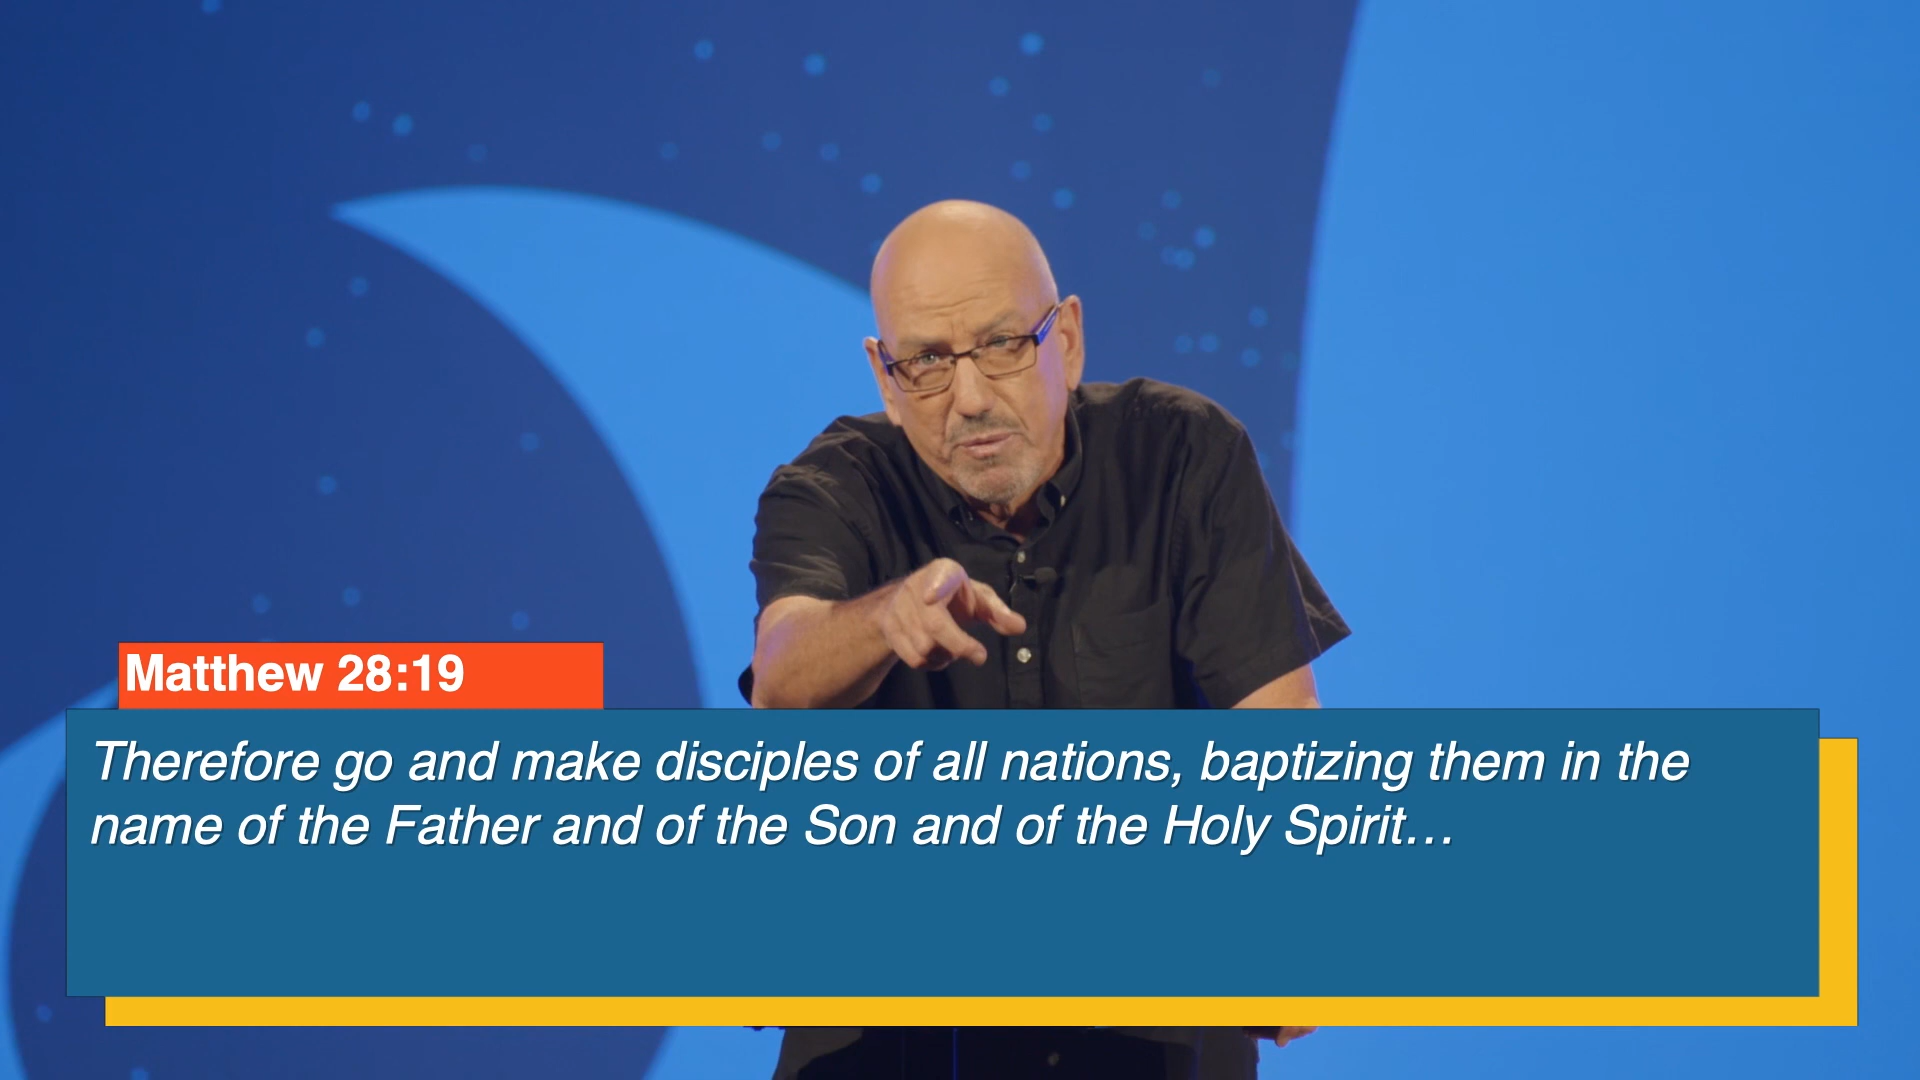 Matthew 28:19
Therefore go and make disciples of all nations, baptizing them in the
name of the Father and of the Son and of the Holy Spirit…